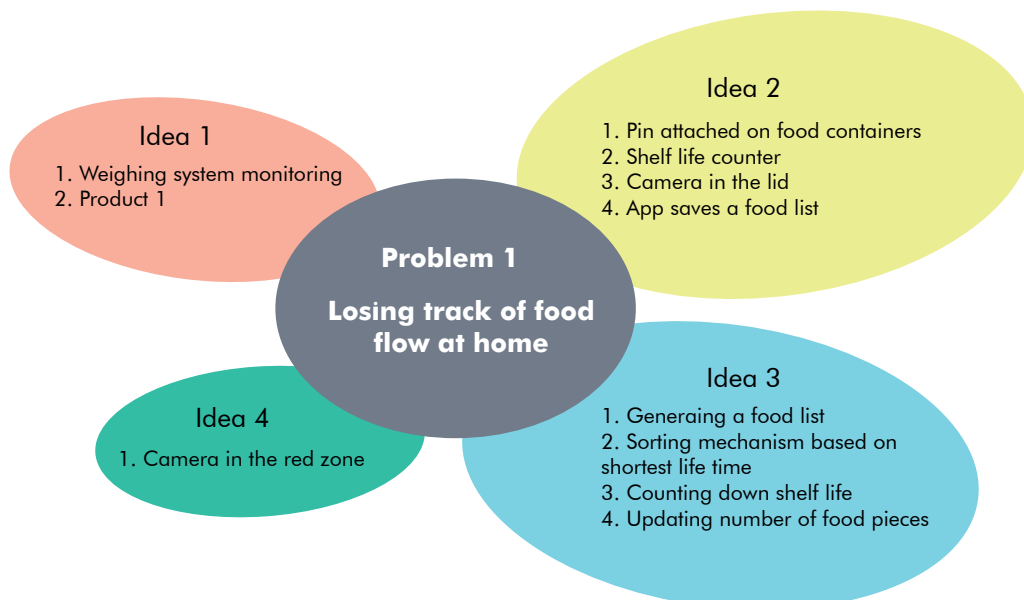 Idea 1
1. Weighing system monitoring
2. Product 1
Idea 2
1. Pin attached on food containers
2. Shelf life counter
3. Camera in the lid
4. App saves a food list
Problem 1
Losing track of food
flow at home
Idea 3
1. Generaing a food list
2. Sorting mechanism based on
shortest life time
3. Counting down shelf life
4. Updating number of food pieces
Idea 4
1. Camera in the red zone